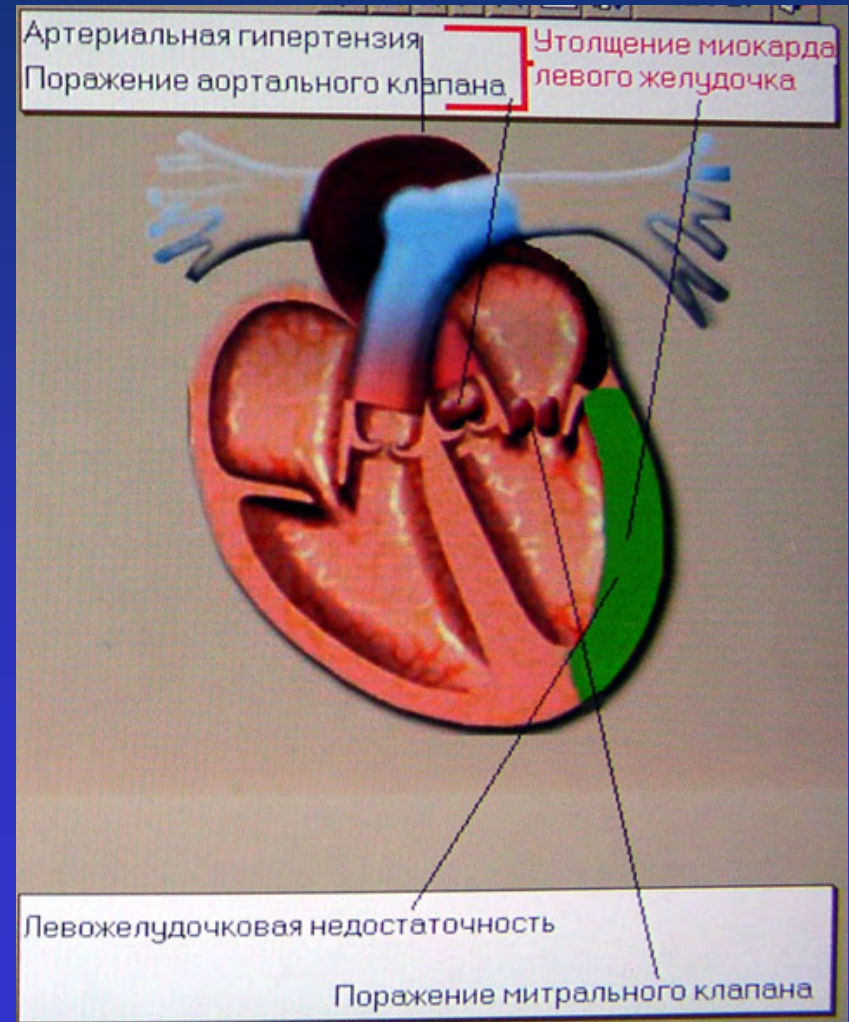 Артериальная гипертензия
Поражение аортального клапана
Утолщение миокарда
левого желудочка
Левожелудочковая недостаточность
Поражение митрального клапана